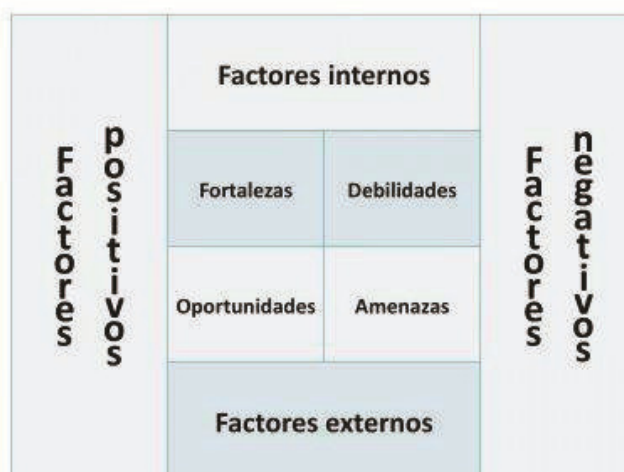 Factores internos
Factores
positivos
Fortalezas
Debilidades
Factores
negativos
Oportunidades
Amenazas
Factores externos